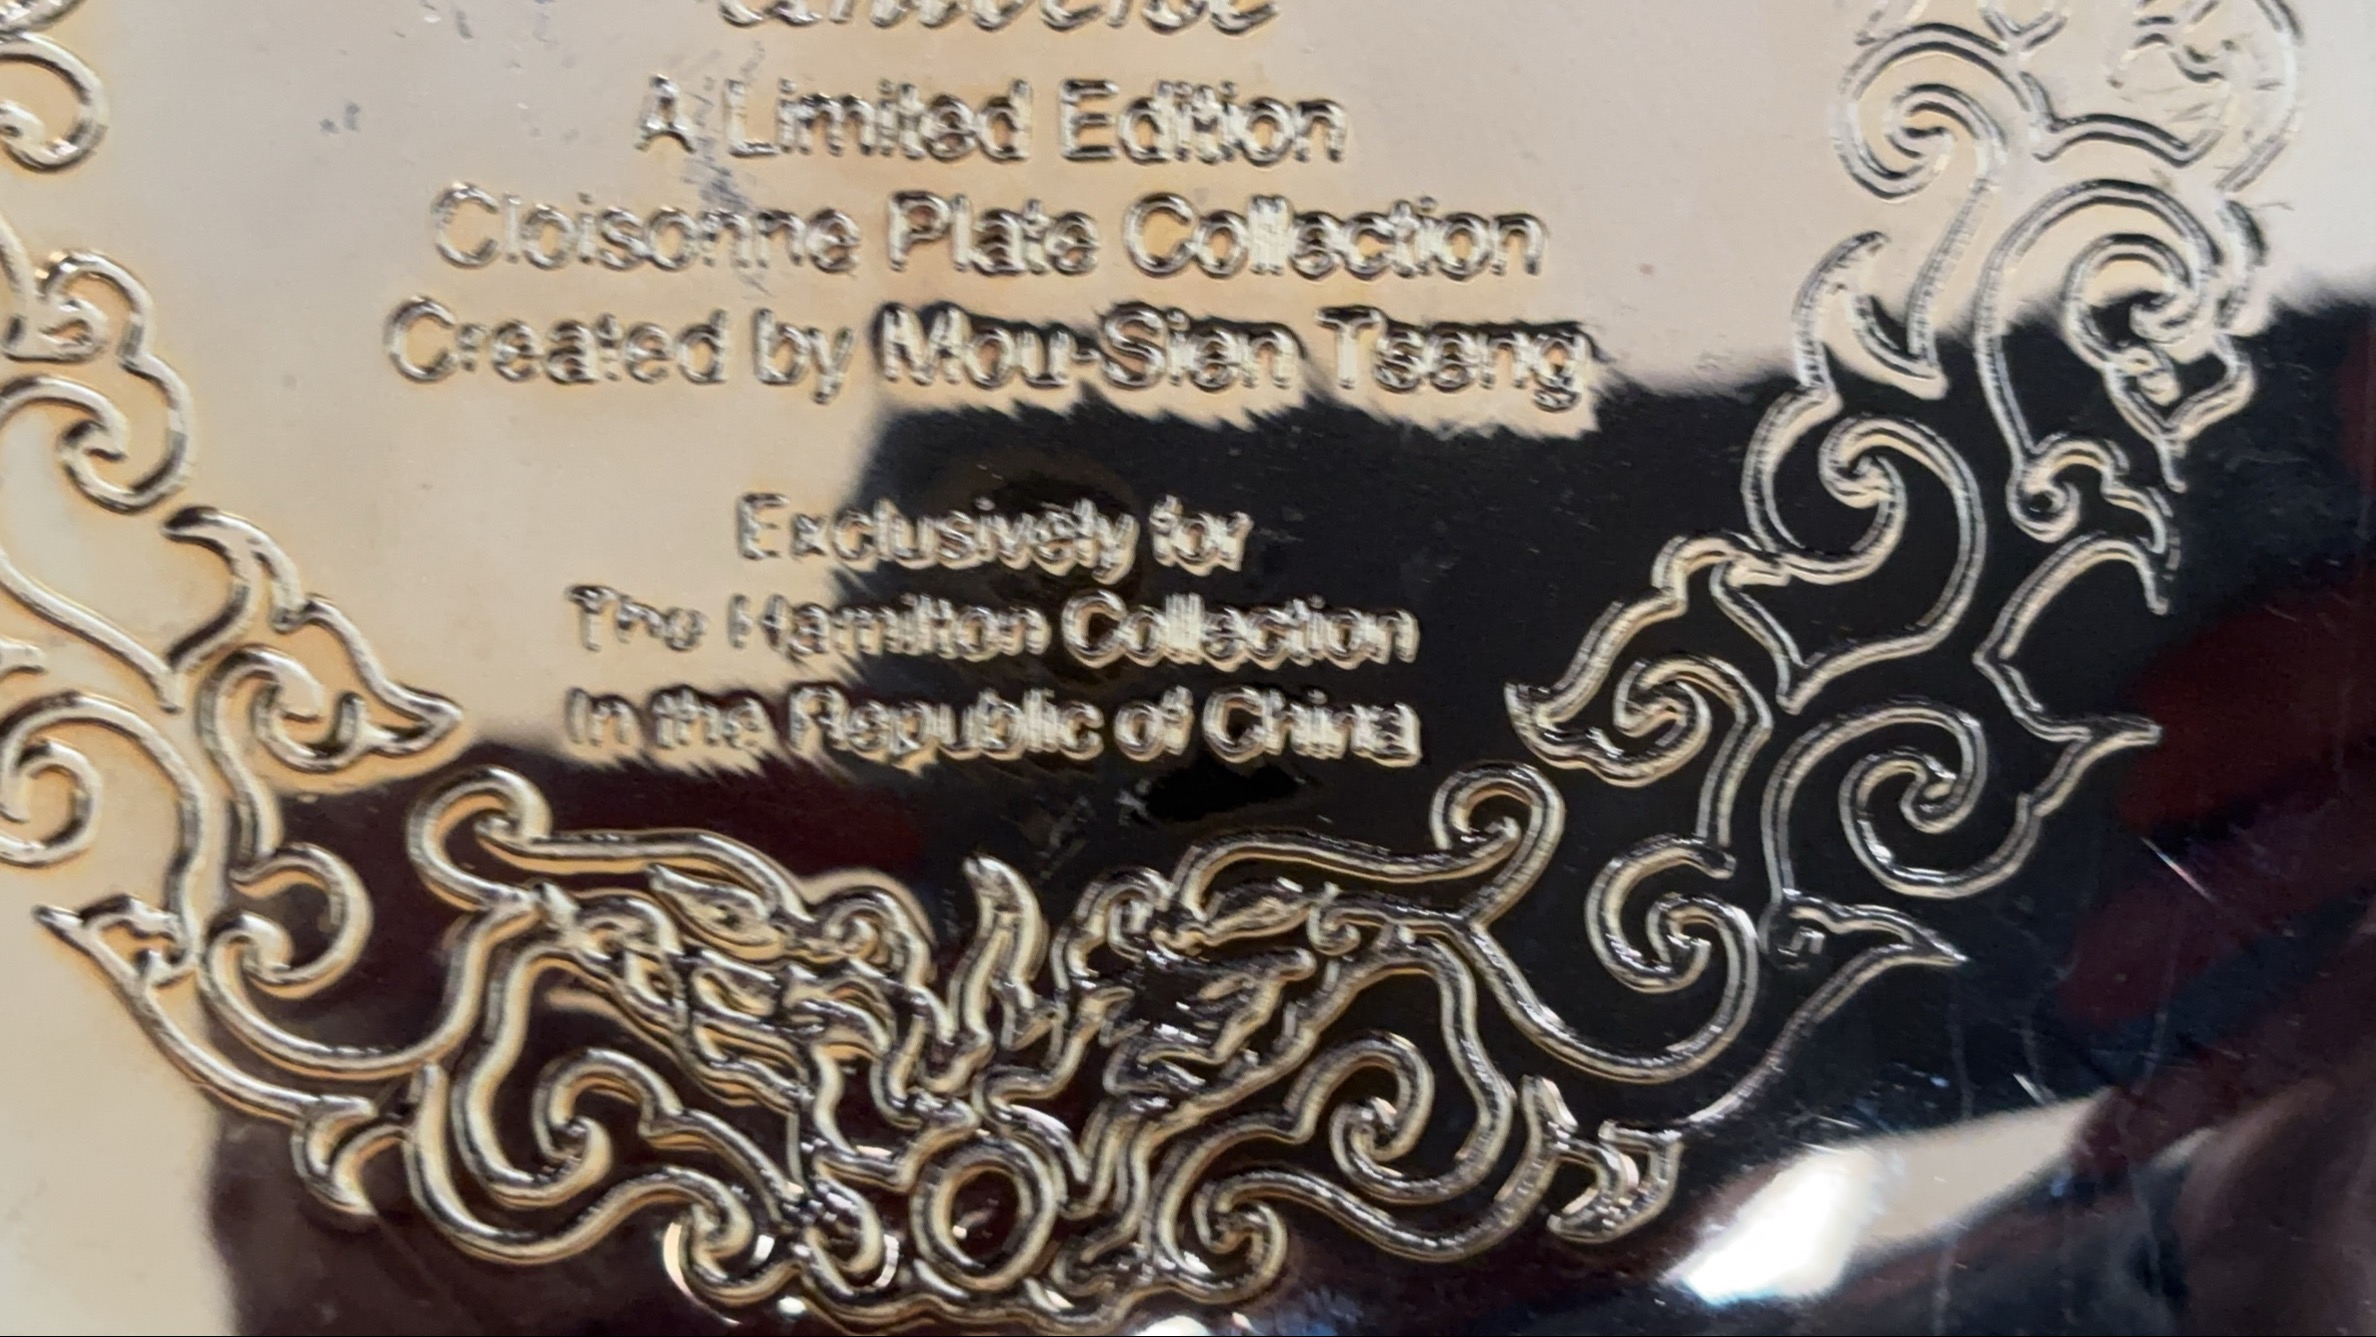 A Limited Edition
Cloisonne Plate Collection
Created by Mou-Sien Tseng
Exclusively for
The Hamilton Collection
In the Republic of China